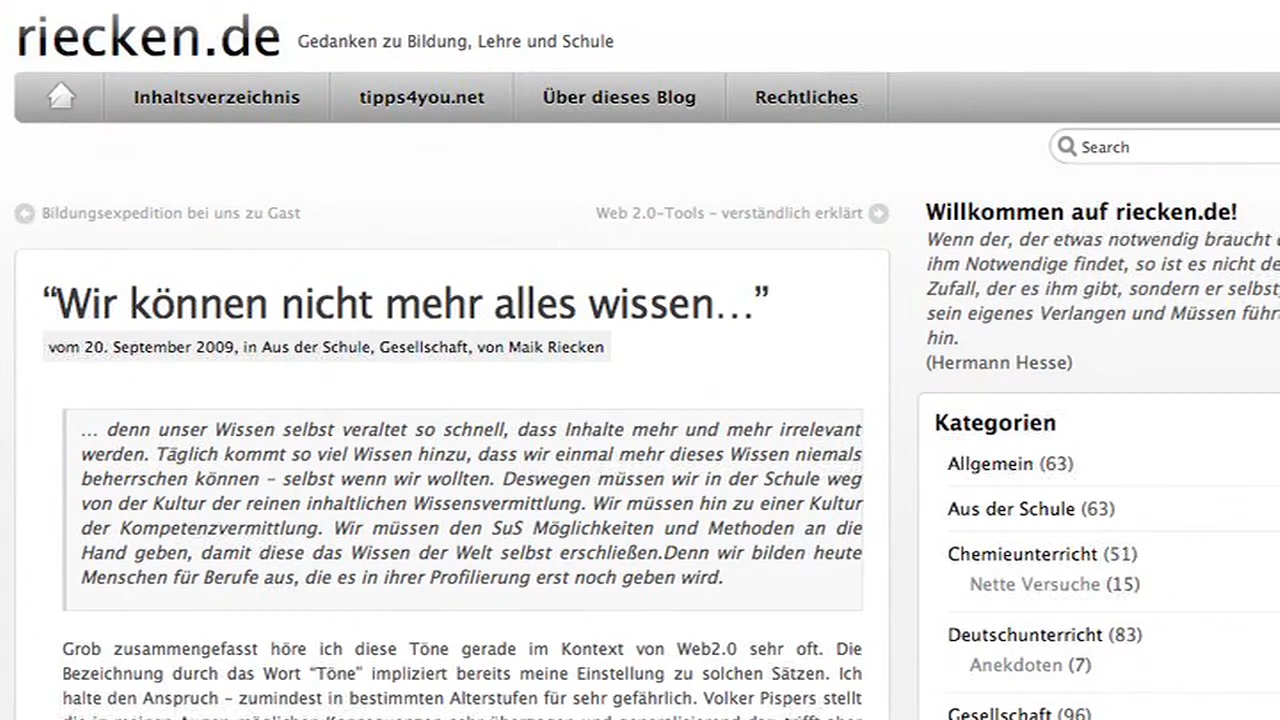 riecken.de Gedanken zu Bildung, Lehre und Schule
Inhaltsverzeichnis tipps4you.net Über dieses Blog Rechtliches
Search
Bildungsexpedition bei uns zu Gast Web 2.0-Tools – verständlich erklärt
“Wir können nicht mehr alles wissen…”
vom 20. September 2009, in Aus der Schule, Gesellschaft, von Maik Riecken
… denn unser Wissen selbst veraltet so schnell, dass Inhalte mehr und mehr irrelevant
werden. Täglich kommt so viel Wissen hinzu, dass wir einmal mehr dieses Wissen niemals
beherrschen können – selbst wenn wir wollten. Deswegen müssen wir in der Schule weg
von der Kultur der reinen inhaltlichen Wissensvermittlung. Wir müssen hin zu einer Kultur
der Kompetenzvermittlung. Wir müssen den SuS Möglichkeiten und Methoden an die
Hand geben, damit diese das Wissen der Welt selbst erschließen.Denn wir bilden heute
Menschen für Berufe aus, die es in ihrer Profilierung erst noch geben wird.
Grob zusammengefasst höre ich diese Töne gerade im Kontext von Web2.0 sehr oft. Die
Bezeichnung durch das Wort “Töne” impliziert bereits meine Einstellung zu solchen Sätzen. Ich
halte den Anspruch – zumindest in bestimmten Alterstufen für sehr gefährlich. Volker Pispers stellt
Willkommen auf riecken.de!
Wenn der, der etwas notwendig braucht
ihm Notwendige findet, so ist es nicht
Zufall, der es ihm gibt, sondern er selbst,
sein eigenes Verlangen und Müssen
hin.
(Hermann Hesse)
Kategorien
Allgemein (63)
Aus der Schule (63)
Chemieunterricht (51)
Nette Versuche (15)
Deutschunterricht (83)
Anekdoten (7)
Gesellschaft (96)